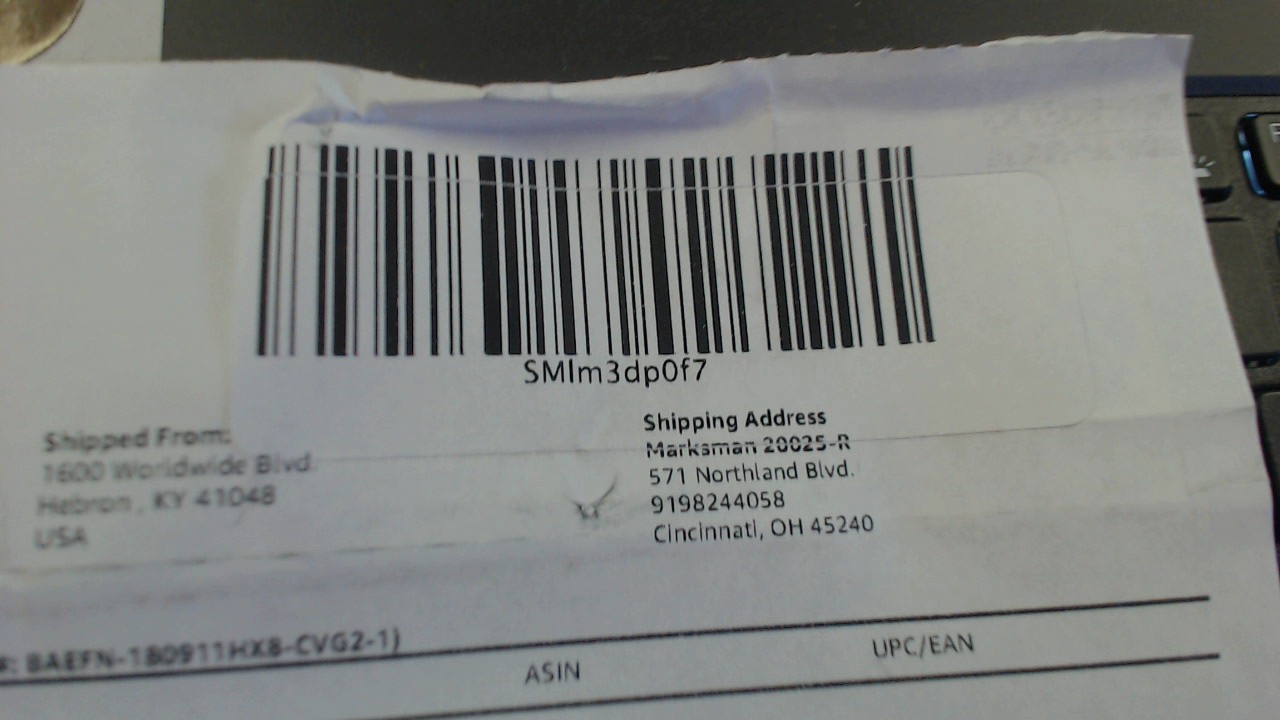 SMlm3dp0f7
Shipped From:
1600 Worldwide Blvd.
Hebron , KY 41048
USA
Shipping Address
Marksman 20025-R
571 Northland Blvd.
9198244058
Cincinnati, OH 45240
#: BAEFN-180911HX8-CVG2-1)
ASIN
UPC/EAN